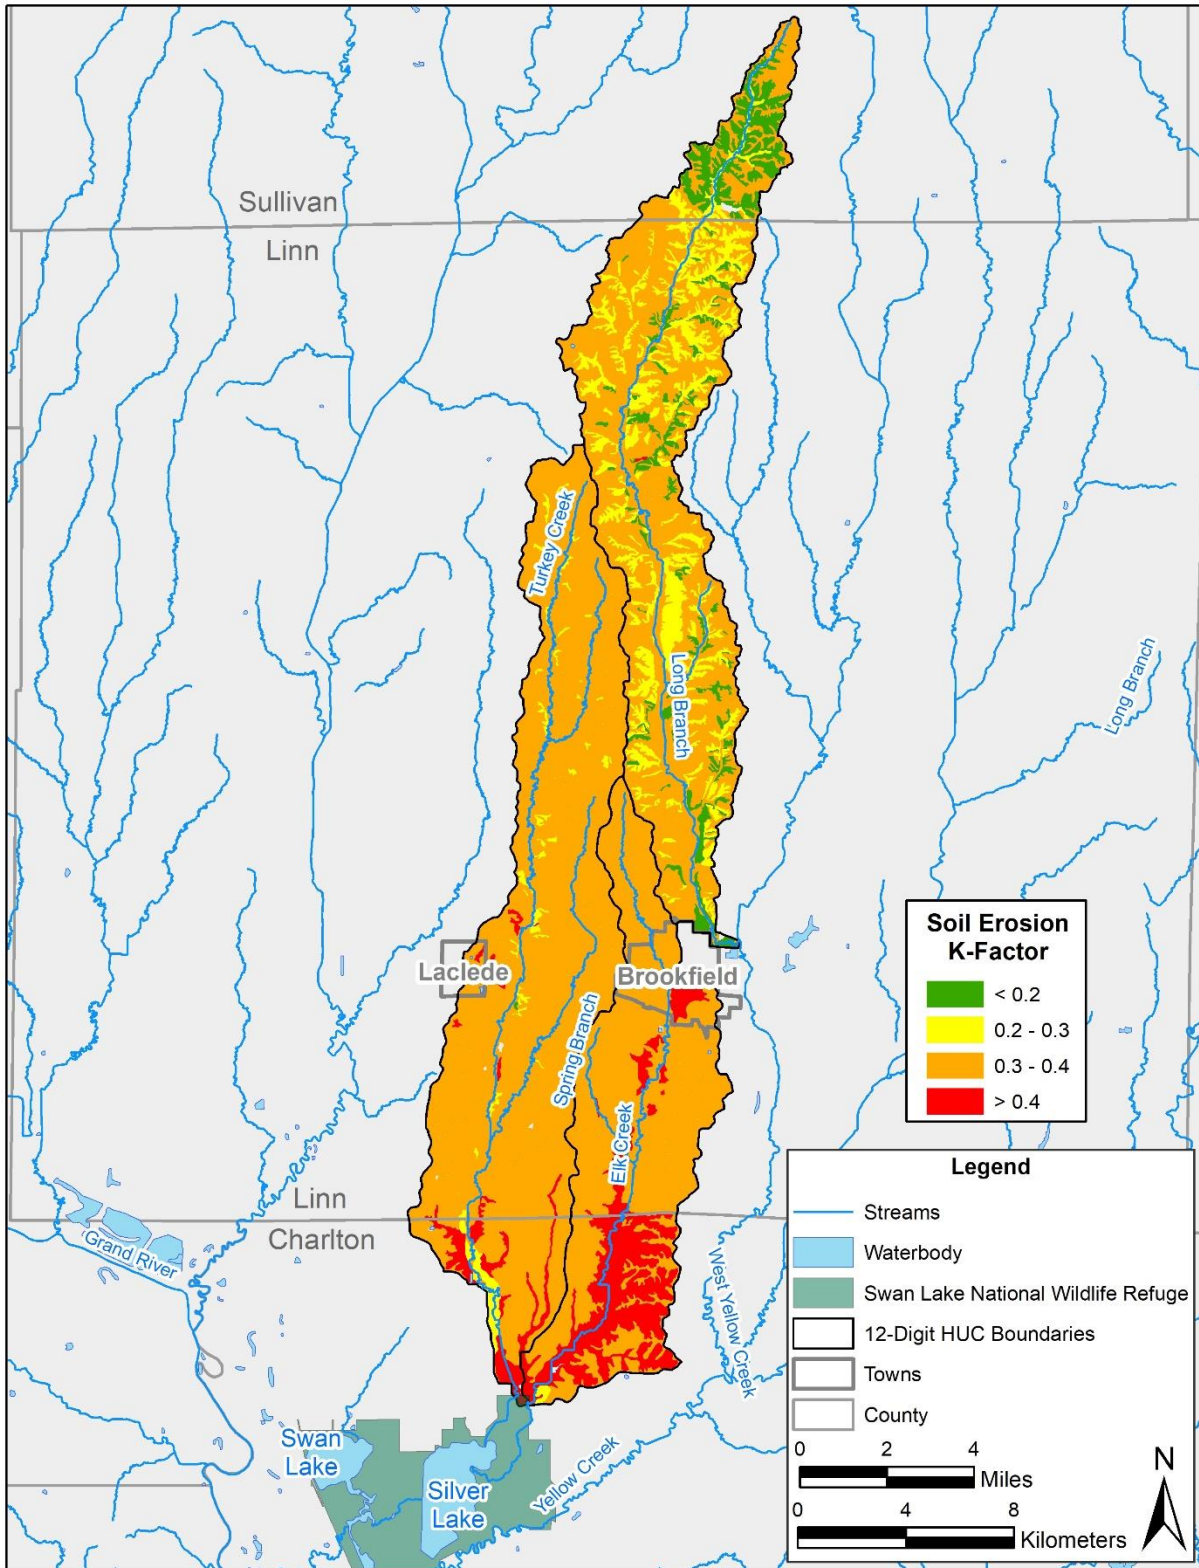 Sullivan
Linn
Turkey Creek
Long Branch
Long Branch
Laclede
Brookfield
Spring Branch
Elk Creek
Linn
Charlton
Grand River
West Yellow Creek
Swan
Lake
Silver
Lake
Yellow Creek
Soil Erosion
K-Factor
< 0.2
0.2 - 0.3
0.3 - 0.4
> 0.4
Legend
Streams
Waterbody
Swan Lake National Wildlife Refuge
12-Digit HUC Boundaries
Towns
County
0 2 4
Miles
0 4 8
Kilometers
N